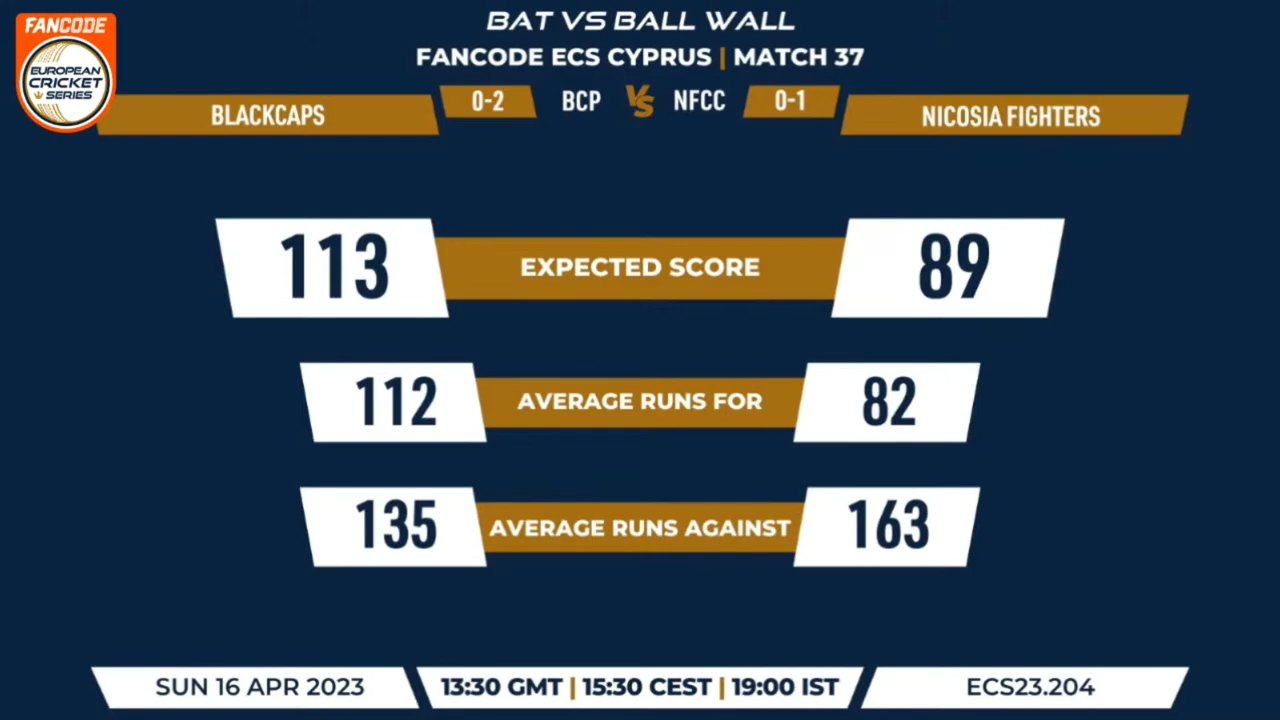 FANCODE
EUROPEAN
CRICKET
SERIES
BAT VS BALL WALL
FANCODE ECS CYPRUS | MATCH 37
BLACKCAPS 0-2 BCP VS NFCC 0-1 NICOSIA FIGHTERS
113 EXPECTED SCORE 89
112 AVERAGE RUNS FOR 82
135 AVERAGE RUNS AGAINST 163
SUN 16 APR 2023 13:30 GMT | 15:30 CEST | 19:00 IST ECS23.204